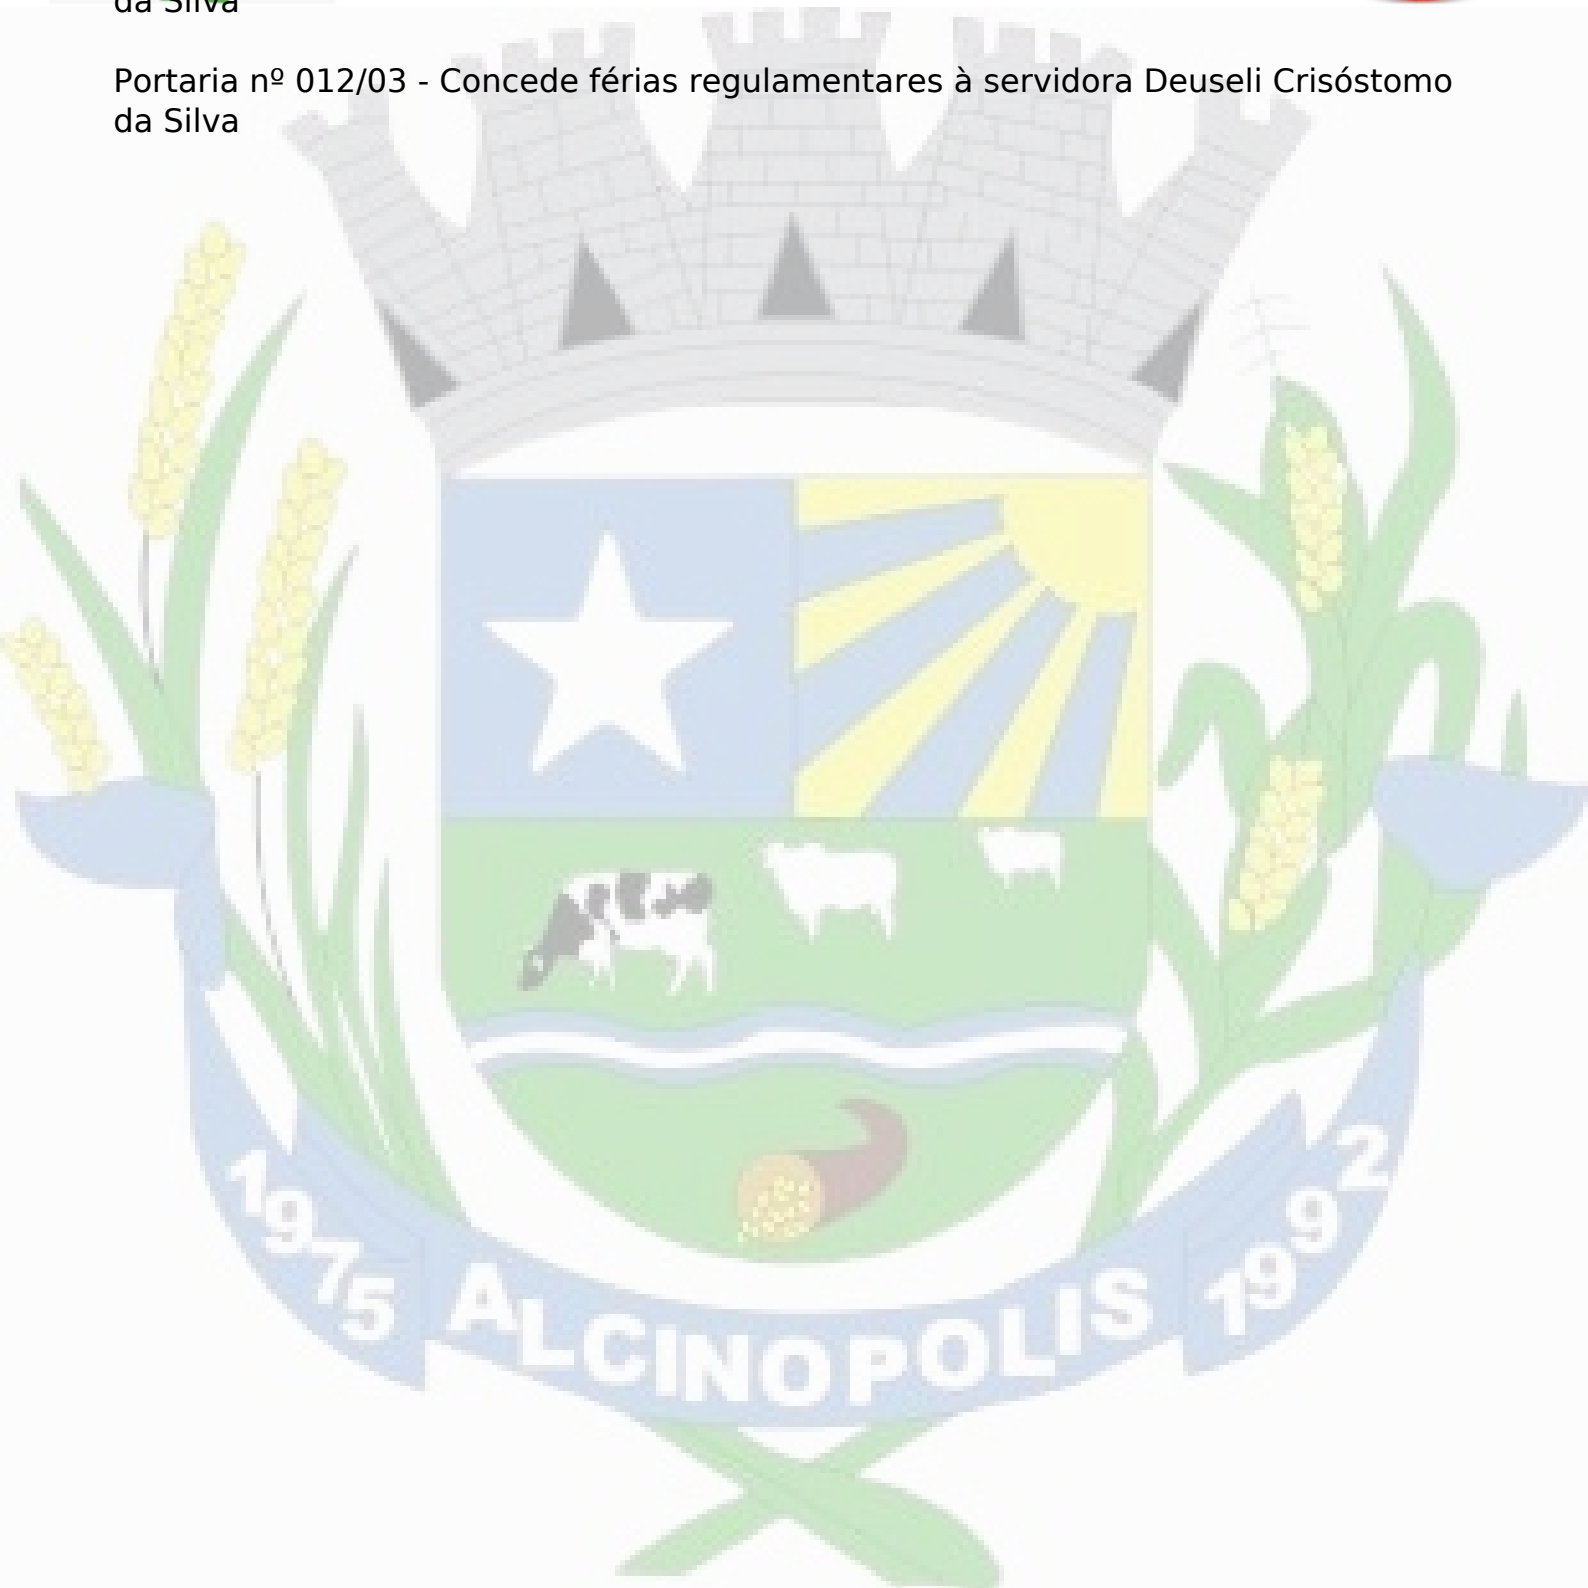 da Silva
Portaria nº 012/03 - Concede férias regulamentares à servidora Deuseli Crisóstomo
da Silva
1975 ALCINOPOLIS 1992